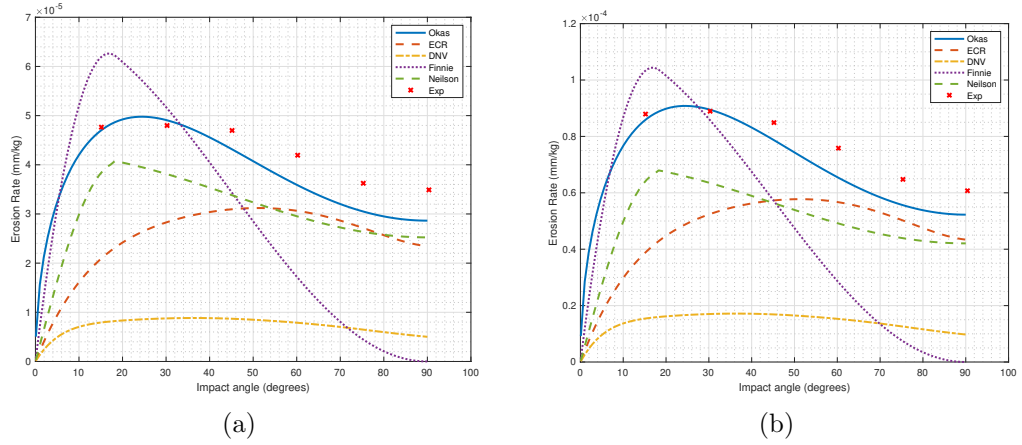 ×10⁻⁵
7
6
5
4
3
2
1
0
Erosion Rate (mm/kg)
0 10 20 30 40 50 60 70 80 90 100
Impact angle (degrees)
Okas
ECR
DNV
Finnie
Neilson
Exp
(a)
×10⁻⁴
1.2
1
0.8
0.6
0.4
0.2
0
Erosion Rate (mm/kg)
0 10 20 30 40 50 60 70 80 90 100
Impact angle (degrees)
Okas
ECR
DNV
Finnie
Neilson
Exp
(b)